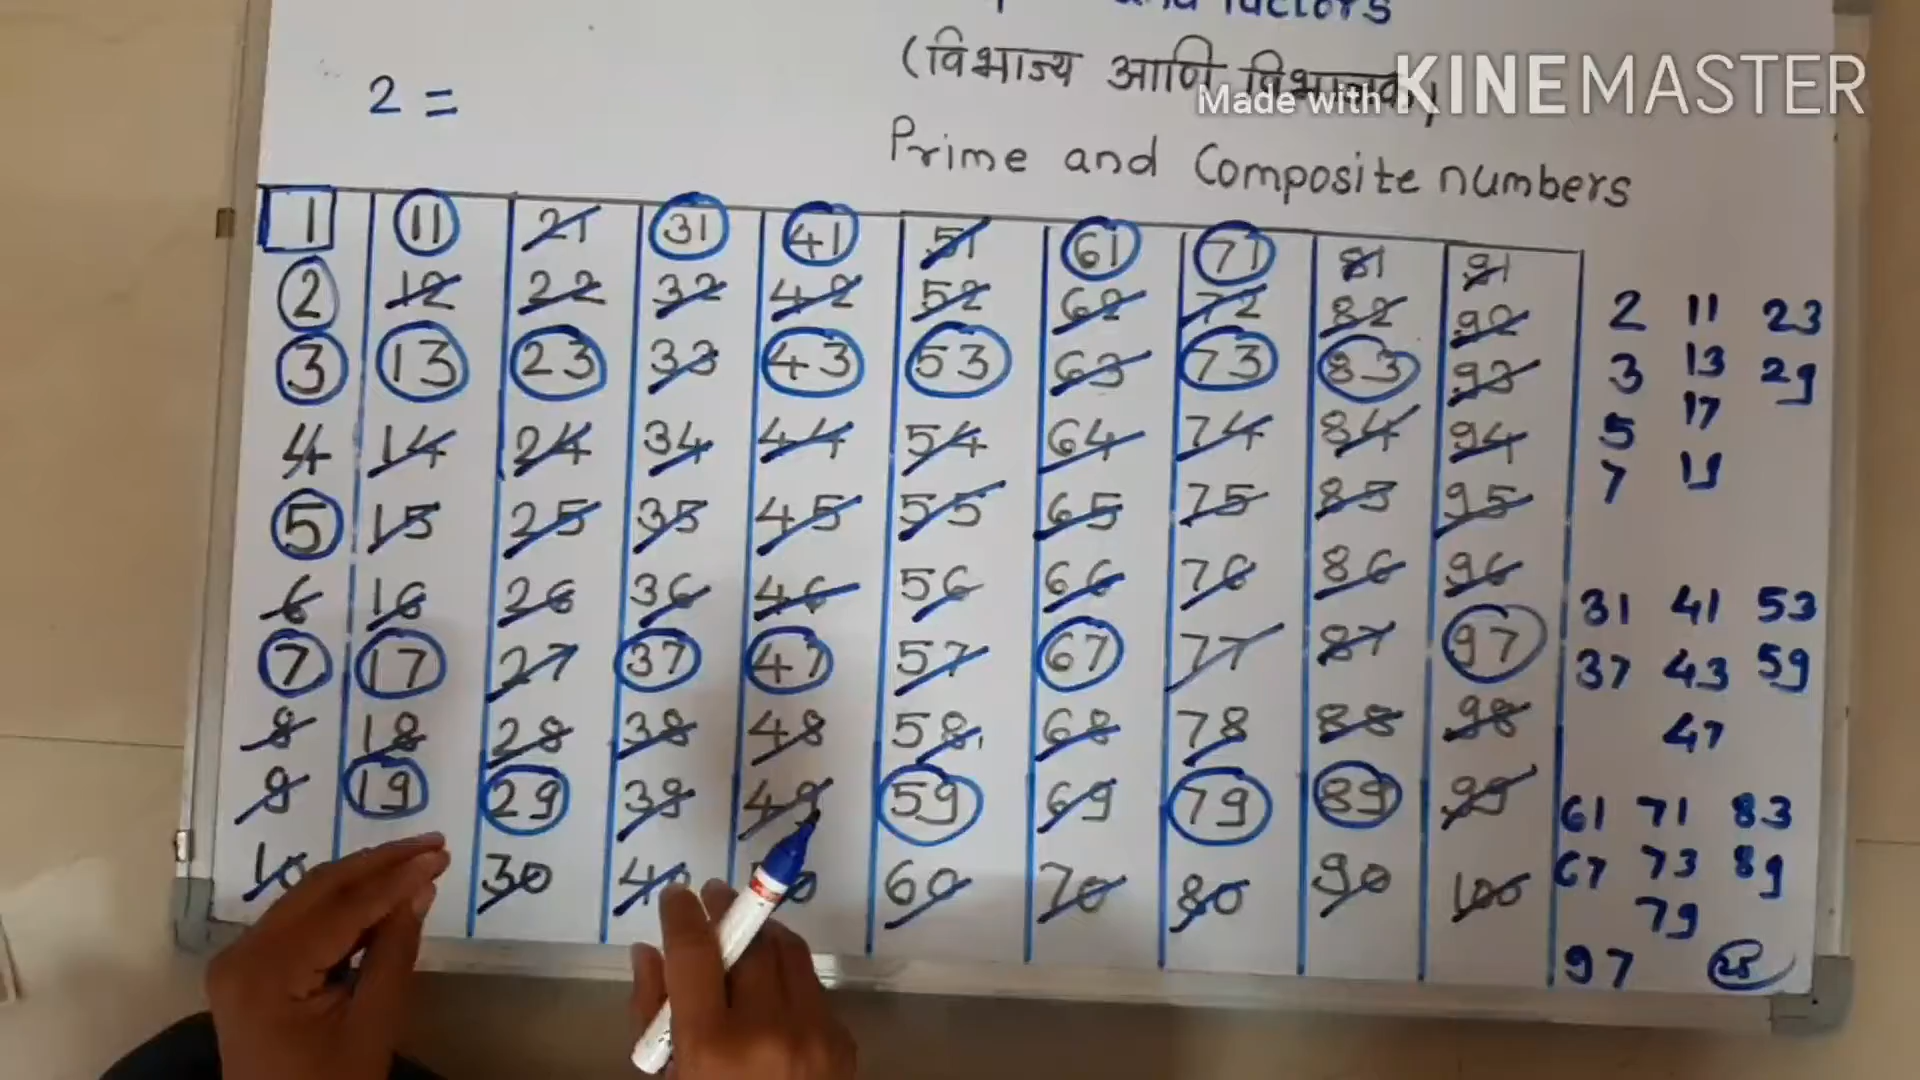 and factors
(विभाज्य आणि विभाजक)
Made with KINEMASTER
2 =
Prime and Composite numbers
1 11 21 31 41 51 61 71 81 91
2 12 22 32 42 52 62 72 82 92
3 13 23 33 43 53 63 73 83 93
4 14 24 34 44 54 64 74 84 94
5 15 25 35 45 55 65 75 85 95
6 16 26 36 46 56 66 76 86 96
7 17 27 37 47 57 67 77 87 97
8 18 28 38 48 58 68 78 88 98
9 19 29 39 49 59 69 79 89 99
10 30 40 60 70 80 90 100
2 11 23
3 13 29
5 17
7 19
31 41 53
37 43 59
47
61 71 83
67 73 89
79
97 25